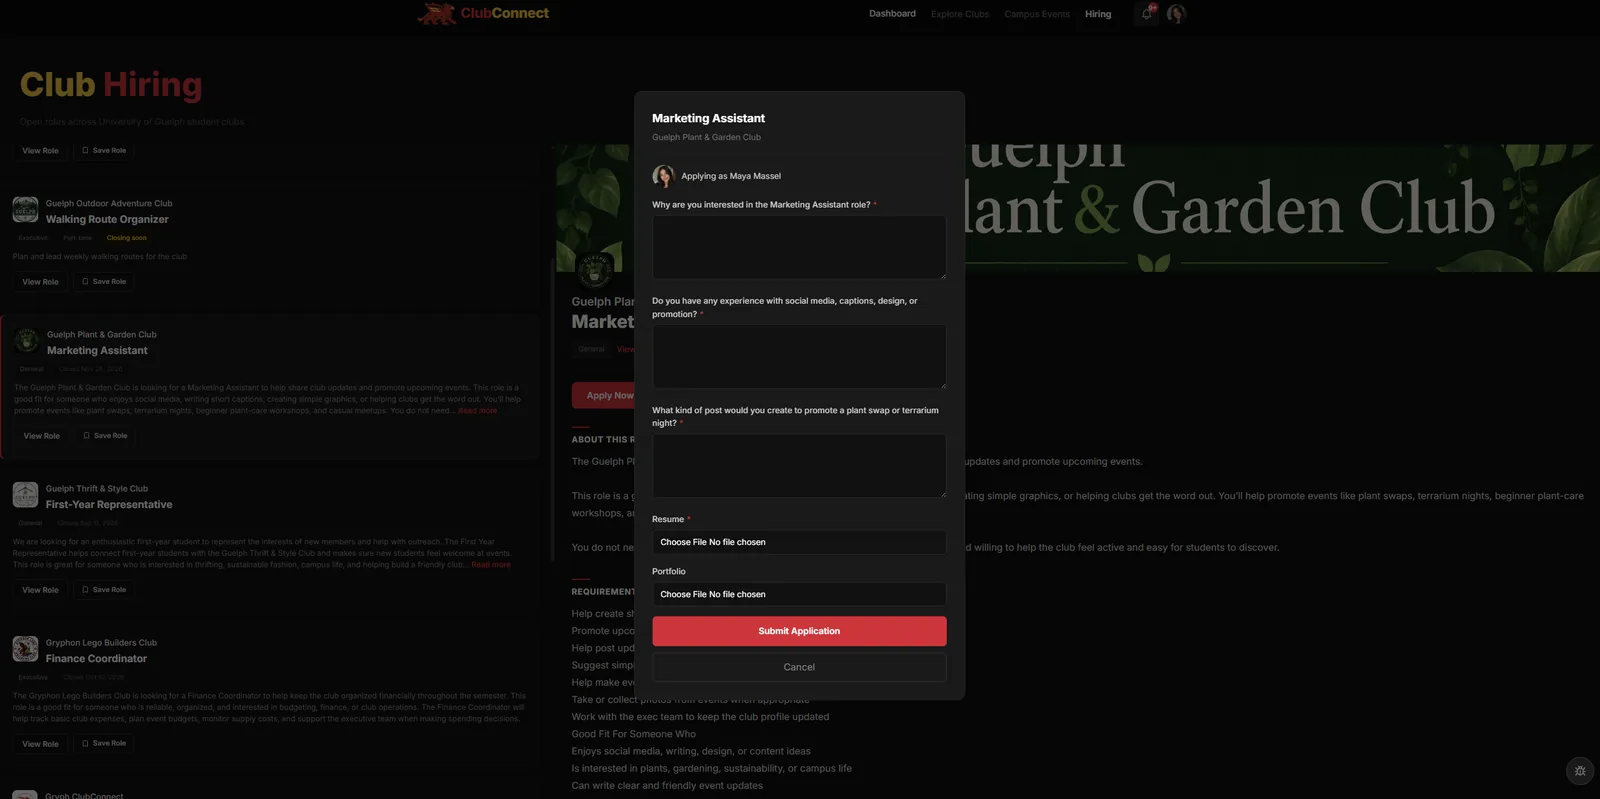 ClubConnect
Dashboard
Explore Clubs
Campus Events
Hiring
9+
Club Hiring
Open roles across University of Guelph student clubs
View Role
Save Role
Guelph Outdoor Adventure Club
Walking Route Organizer
Executive
Part-time
Closing soon
Plan and lead weekly walking routes for the club
View Role
Save Role
Guelph Plant & Garden Club
Marketing Assistant
General
The Guelph Plant & Garden Club is looking for a Marketing Assistant to help share club updates and promote upcoming events. This role is a
good fit for someone who enjoys social media, writing short captions, creating simple graphics, or helping clubs get the word out. You'll help
promote events like plant swaps, terrarium nights, beginner plant-care workshops, and casual meetups. You do not need... Read more
View Role
Save Role
Guelph Thrift & Style Club
First-Year Representative
General
We are looking for an enthusiastic first-year student to represent the interests of new members and help with outreach. The First Year
Representative helps connect first-year students with the Guelph Thrift & Style Club and makes sure new students feel welcome at events.
This role is great for someone who is interested in thrifting, sustainable fashion, campus life, and helping build a friendly club... Read more
View Role
Save Role
Gryphon Lego Builders Club
Finance Coordinator
Executive
The Gryphon Lego Builders Club is looking for a Finance Coordinator to help keep the club organized financially throughout the semester. This
role is a good fit for someone who is reliable, organized, and interested in budgeting, finance, or club operations. The Finance Coordinator will
help track basic club expenses, plan event budgets, monitor supply costs, and support the executive team when making spending decisions.
View Role
Save Role
Gryph ClubConnect
uelph
lant & Garden Club
GUELPH
Guelph Plan
Market
General
View
Apply Now
ABOUT THIS R
The Guelph Pl
updates and promote upcoming events.
This role is a g
ating simple graphics, or helping clubs get the word out. You'll help promote events like plant swaps, terrarium nights, beginner plant-care
workshops, a
You do not ne
d willing to help the club feel active and easy for students to discover.
REQUIREMENT
Help create sh
Promote upco
Help post upd
Suggest simpl
Help make eve
Take or collect photos from events when appropriate
Work with the exec team to keep the club profile updated
Good Fit For Someone Who
Enjoys social media, writing, design, or content ideas
Is interested in plants, gardening, sustainability, or campus life
Can write clear and friendly event updates
Marketing Assistant
Guelph Plant & Garden Club
Applying as Maya Massel
Why are you interested in the Marketing Assistant role? *
Do you have any experience with social media, captions, design, or
promotion? *
What kind of post would you create to promote a plant swap or terrarium
night? *
Resume *
Choose File No file chosen
Portfolio
Choose File No file chosen
Submit Application
Cancel